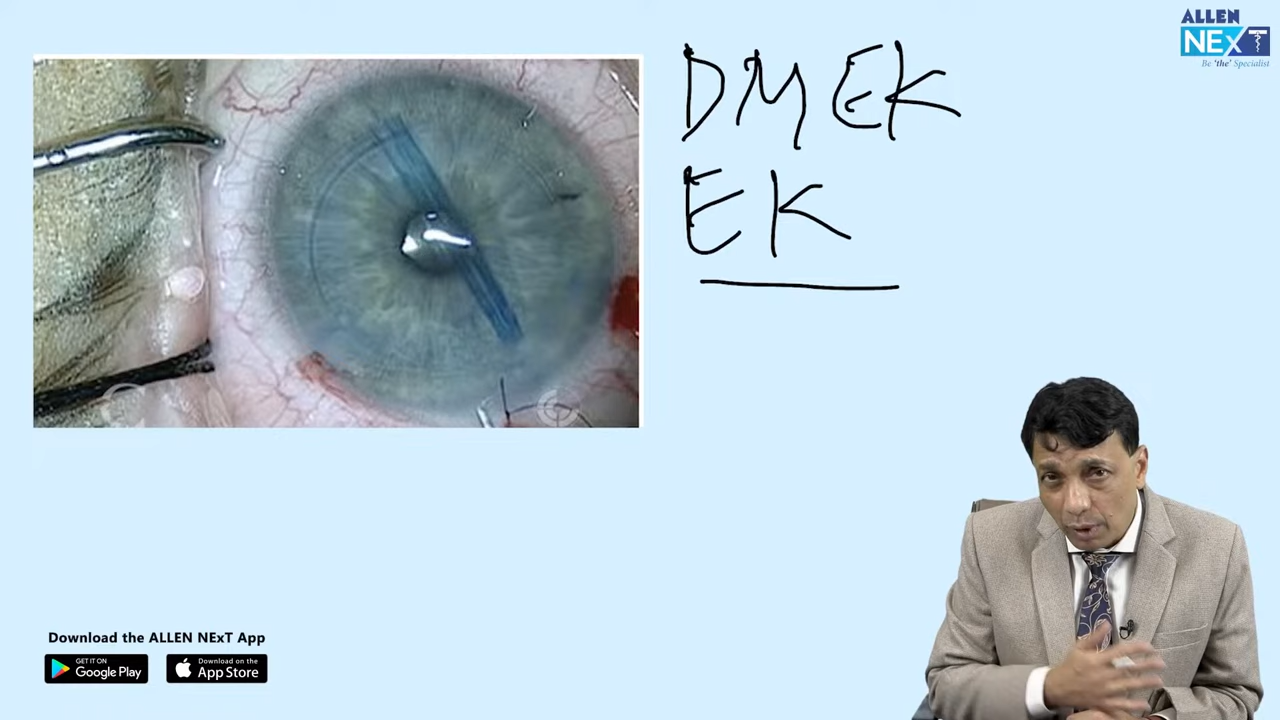 ALLEN
NExT
Be 'the' Specialist
DMEK
EK
Download the ALLEN NExT App
GET IT ON
Google Play
Download on the
App Store